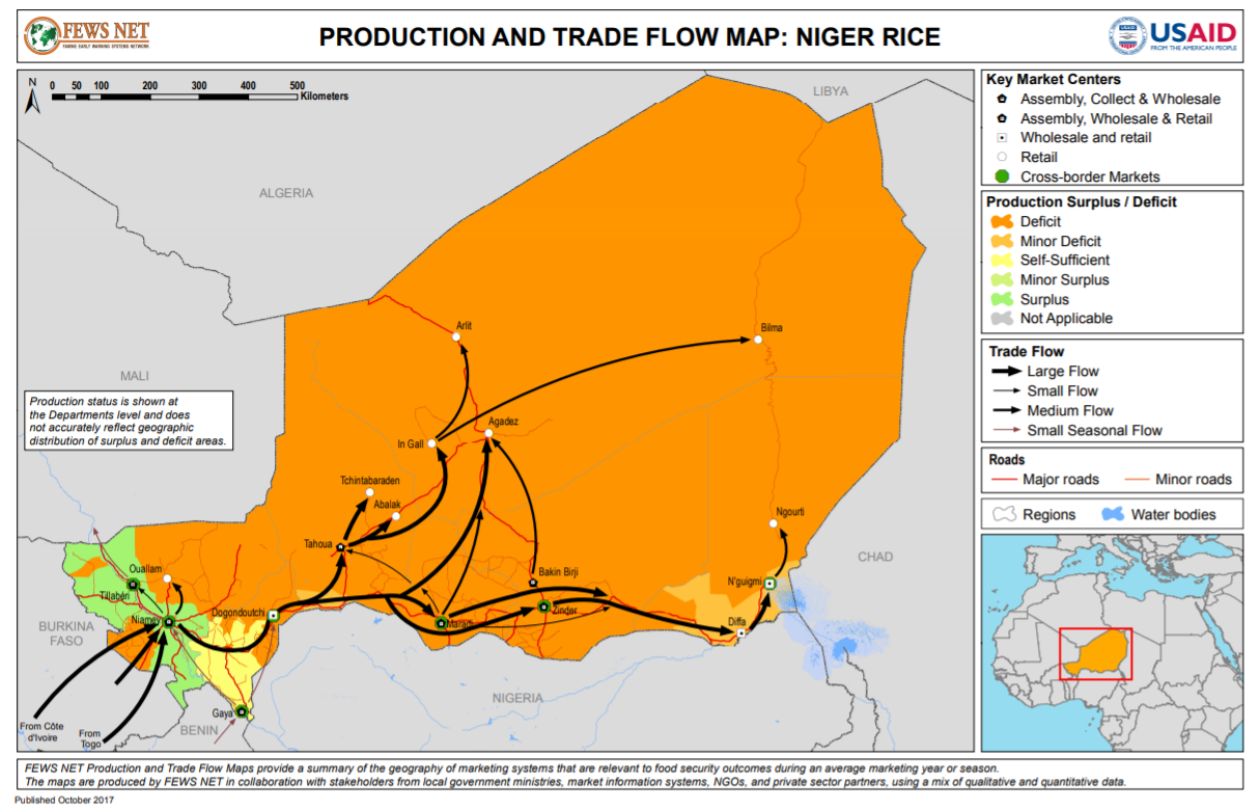 FEWS NET
FAMINE EARLY WARNING SYSTEMS NETWORK
PRODUCTION AND TRADE FLOW MAP: NIGER RICE
USAID
FROM THE AMERICAN PEOPLE
N
0 50 100 200 300 400 500
Kilometers
LIBYA
ALGERIA
MALI
Production status is shown at
the Departments level and does
not accurately reflect geographic
distribution of surplus and deficit areas.
Arlit
Bilma
Agadez
In Gall
Tchintabaraden
Abalak
Ngourti
Tahoua
CHAD
Ouallam
Bakin Birji
N'guigmi
Tillabéri
Dogondoutchi
Zinder
Niamey
Maradi
Diffa
BURKINA
FASO
NIGERIA
Gaya
BENIN
From Côte
d'Ivoire
From
Togo
Key Market Centers
Assembly, Collect & Wholesale
Assembly, Wholesale & Retail
Wholesale and retail
Retail
Cross-border Markets
Production Surplus / Deficit
Deficit
Minor Deficit
Self-Sufficient
Minor Surplus
Surplus
Not Applicable
Trade Flow
Large Flow
Small Flow
Medium Flow
Small Seasonal Flow
Roads
Major roads Minor roads
Regions Water bodies
FEWS NET Production and Trade Flow Maps provide a summary of the geography of marketing systems that are relevant to food security outcomes during an average marketing year or season.
The maps are produced by FEWS NET in collaboration with stakeholders from local government ministries, market information systems, NGOs, and private sector partners, using a mix of qualitative and quantitative data.
Published October 2017